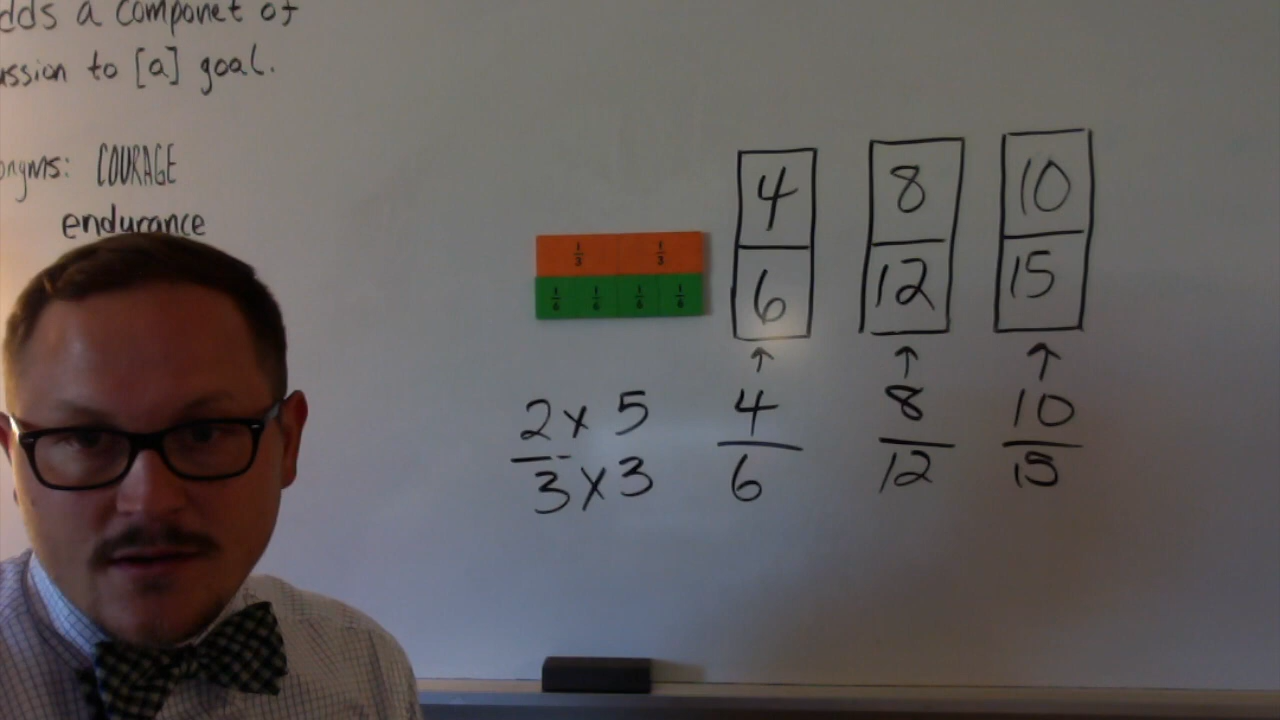 dds a componet of
ssion to [a] goal.
onyms: COURAGE
endurance
4 8 10
6 12 15
1/3 1/3
1/6 1/6 1/6 1/6
↑ ↑ ↑
2 x 5 4 8 10
3 x 3 6 12 15